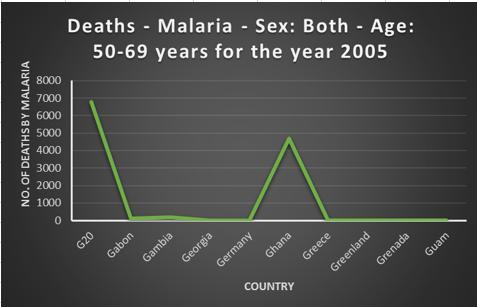 Deaths - Malaria - Sex: Both - Age:
50-69 years for the year 2005
NO. OF DEATHS BY MALARIA
8000
7000
6000
5000
4000
3000
2000
1000
0
G20
Gabon
Gambia
Georgia
Germany
Ghana
Greece
Greenland
Grenada
Guam
COUNTRY